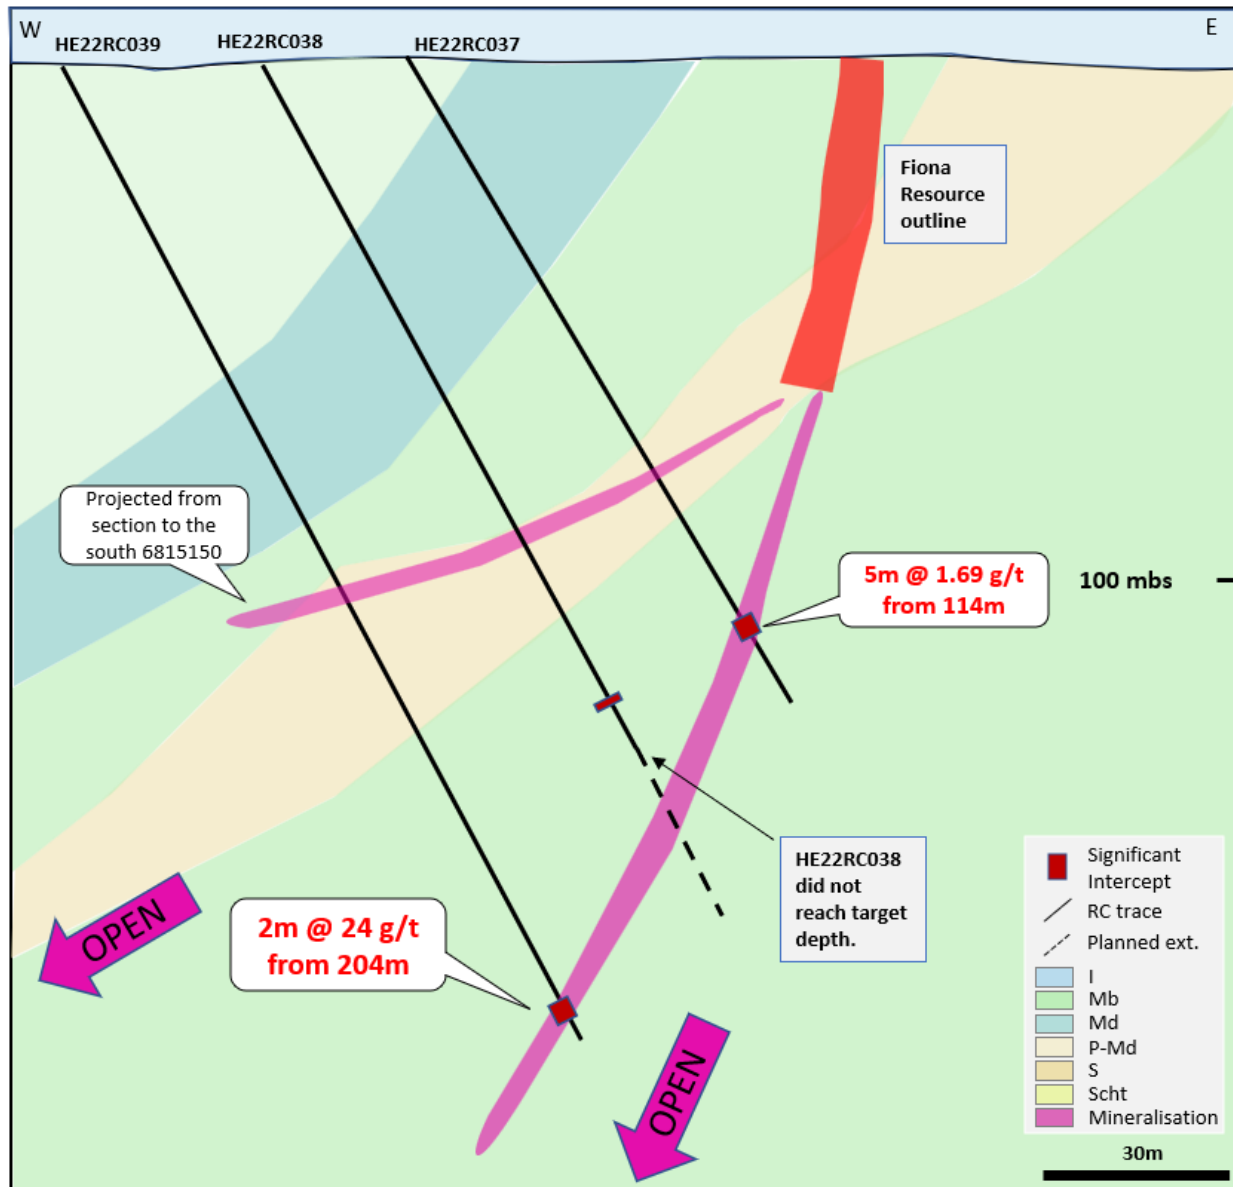 W
E
HE22RC039
HE22RC038
HE22RC037
Fiona
Resource
outline
Projected from
section to the
south 6815150
5m @ 1.69 g/t
from 114m
100 mbs
HE22RC038
did not
reach target
depth.
2m @ 24 g/t
from 204m
OPEN
OPEN
Significant
Intercept
RC trace
Planned ext.
I
Mb
Md
P-Md
S
Scht
Mineralisation
30m